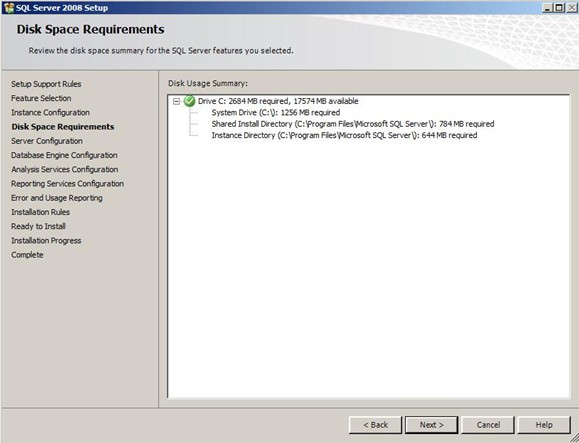 SQL Server 2008 Setup
Disk Space Requirements
Review the disk space summary for the SQL Server features you selected.
Setup Support Rules
Feature Selection
Instance Configuration
Disk Space Requirements
Server Configuration
Database Engine Configuration
Analysis Services Configuration
Reporting Services Configuration
Error and Usage Reporting
Installation Rules
Ready to Install
Installation Progress
Complete
Disk Usage Summary:
Drive C: 2684 MB required, 17574 MB available
System Drive (C:\): 1256 MB required
Shared Install Directory (C:\Program Files\Microsoft SQL Server\): 784 MB required
Instance Directory (C:\Program Files\Microsoft SQL Server\): 644 MB required
< Back
Next >
Cancel
Help